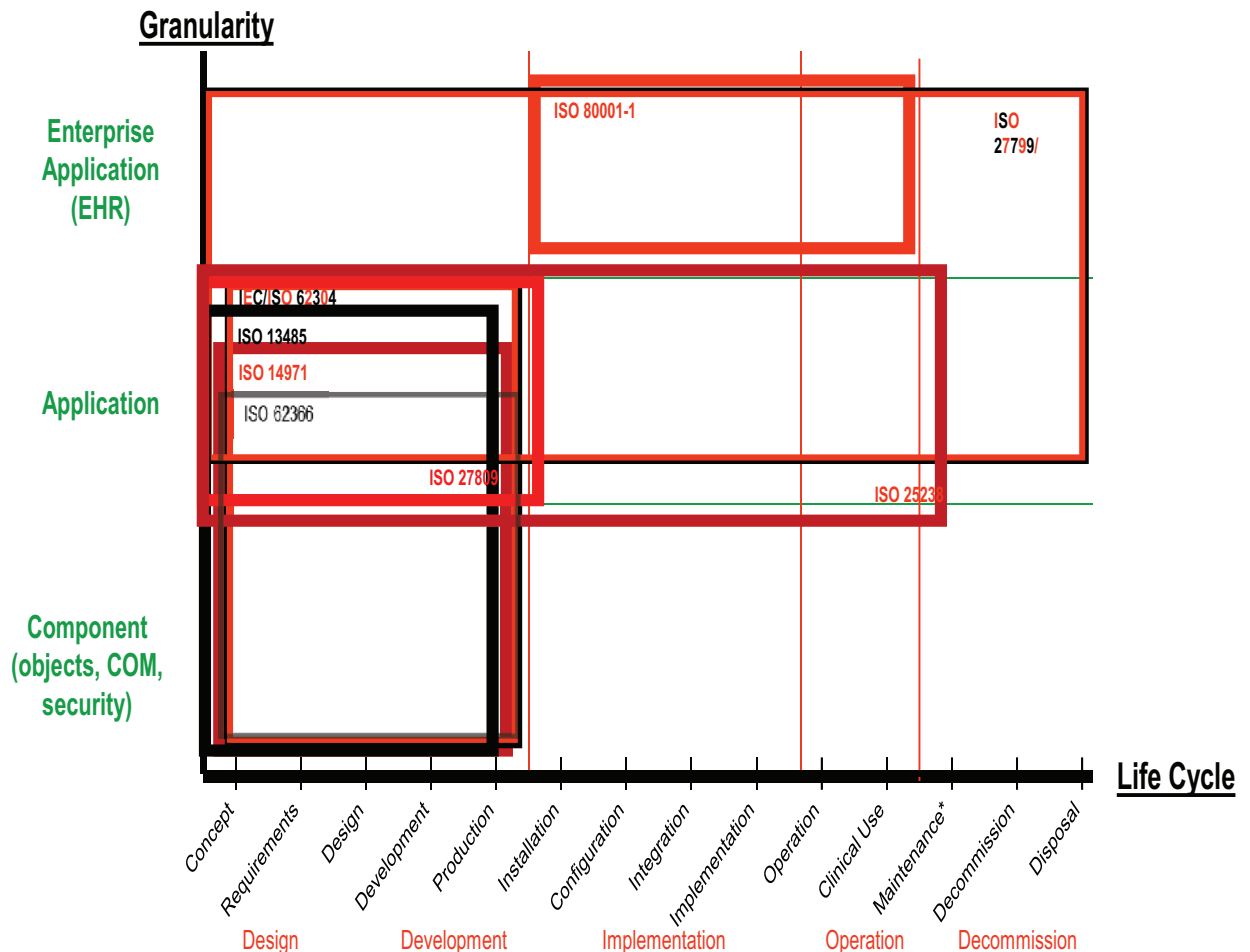 Granularity
Enterprise
Application
(EHR)
ISO 80001-1
ISO
27799/
IEC/ISO 62304
ISO 13485
ISO 14971
Application
ISO 62366
ISO 27809
ISO 25238
Component
(objects, COM,
security)
Life Cycle
Concept
Requirements
Design
Development
Production
Installation
Configuration
Integration
Implementation
Operation
Clinical Use
Maintenance*
Decommission
Disposal
Design
Development
Implementation
Operation
Decommission